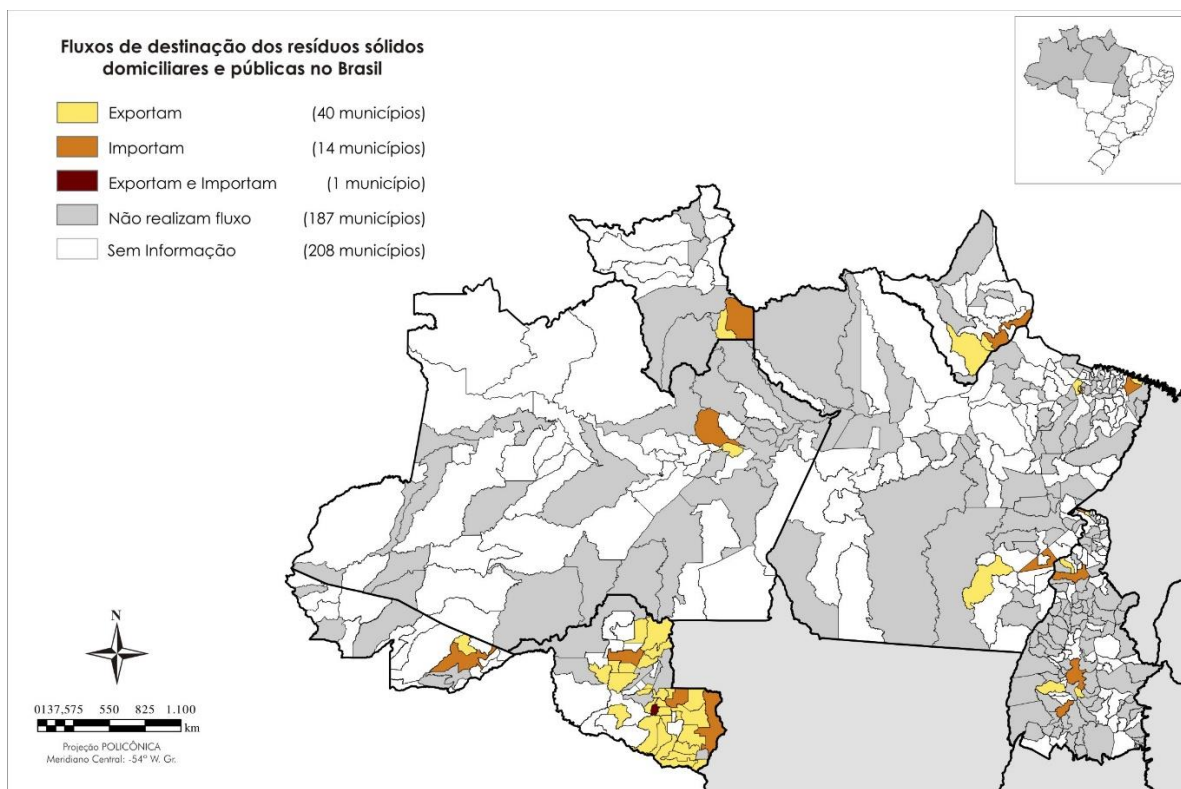 Fluxos de destinação dos resíduos sólidos
domiciliares e públicas no Brasil
Exportam (40 municípios)
Importam (14 municípios)
Exportam e Importam (1 município)
Não realizam fluxo (187 municípios)
Sem Informação (208 municípios)
N
0137,575 550 825 1.100
km
Projeção POLICÔNICA
Meridiano Central: -54º W. Gr.